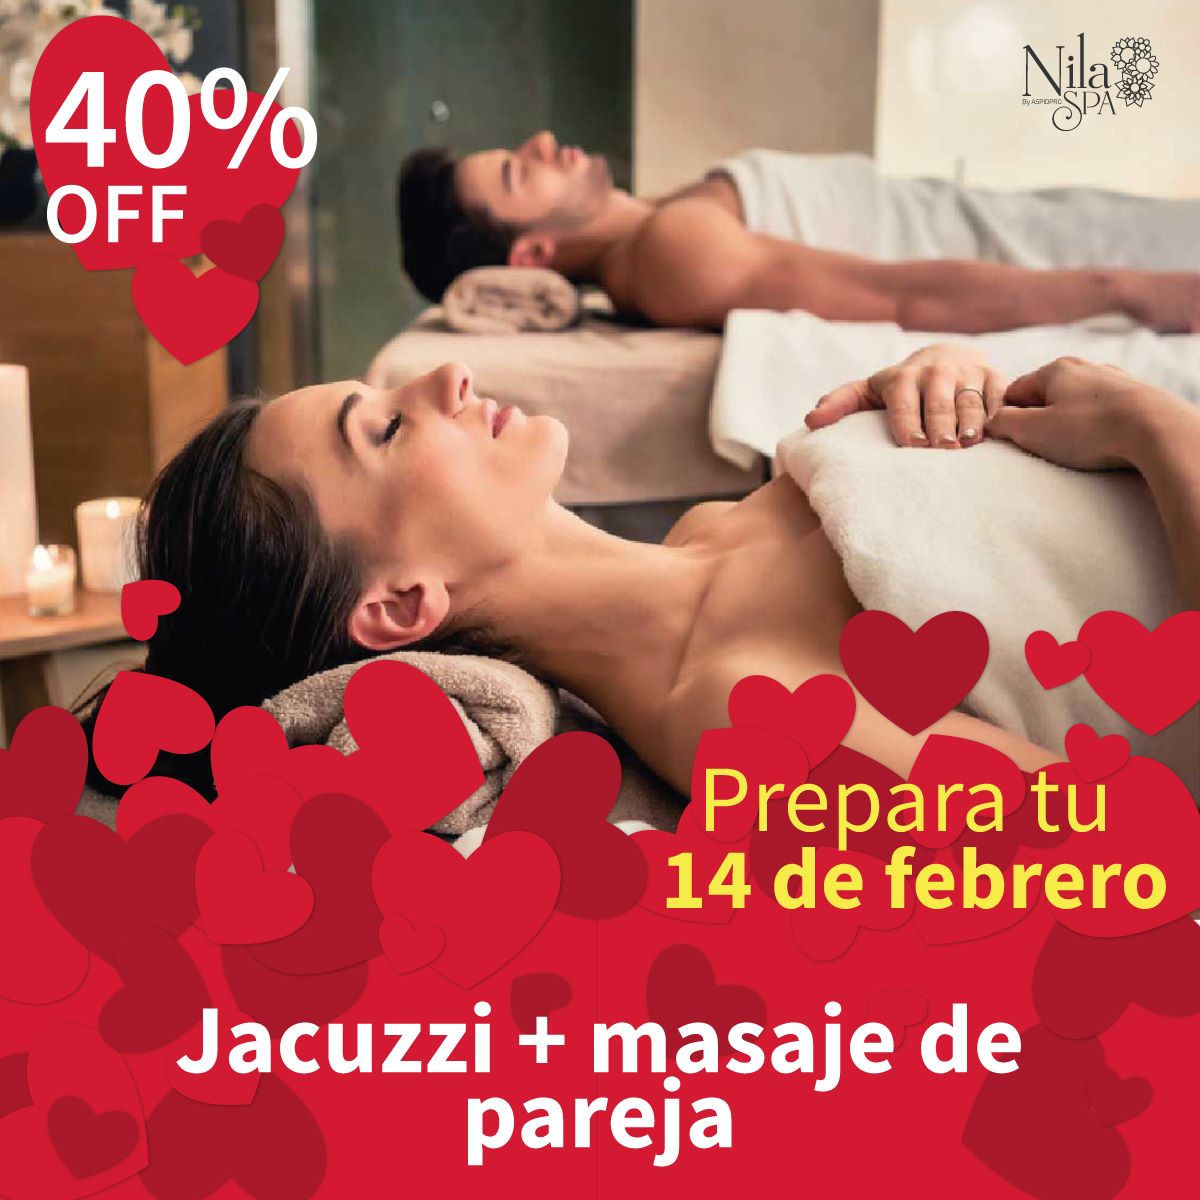 40%
OFF
Nila
By ASPIDPRO
SPA
Prepara tu
14 de febrero
Jacuzzi + masaje de
pareja